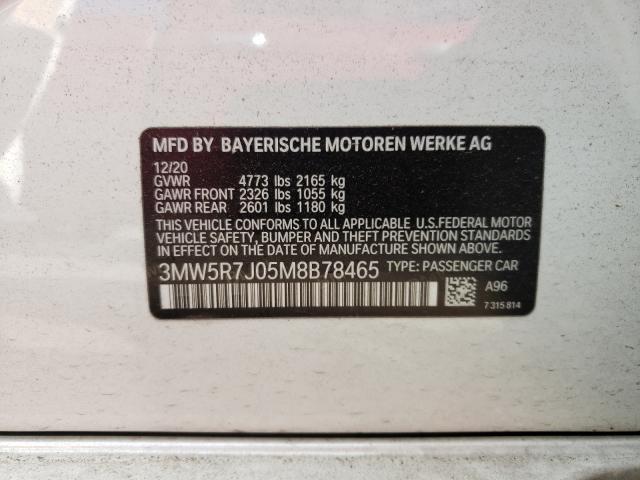 MFD BY BAYERISCHE MOTOREN WERKE AG
12/20
GVWR 4773 lbs 2165 kg
GAWR FRONT 2326 lbs 1055 kg
GAWR REAR 2601 lbs 1180 kg
THIS VEHICLE CONFORMS TO ALL APPLICABLE U.S.FEDERAL MOTOR
VEHICLE SAFETY, BUMPER AND THEFT PREVENTION STANDARDS
IN EFFECT ON THE DATE OF MANUFACTURE SHOWN ABOVE.
3MW5R7J05M8B78465 TYPE: PASSENGER CAR
A96
7 315 814